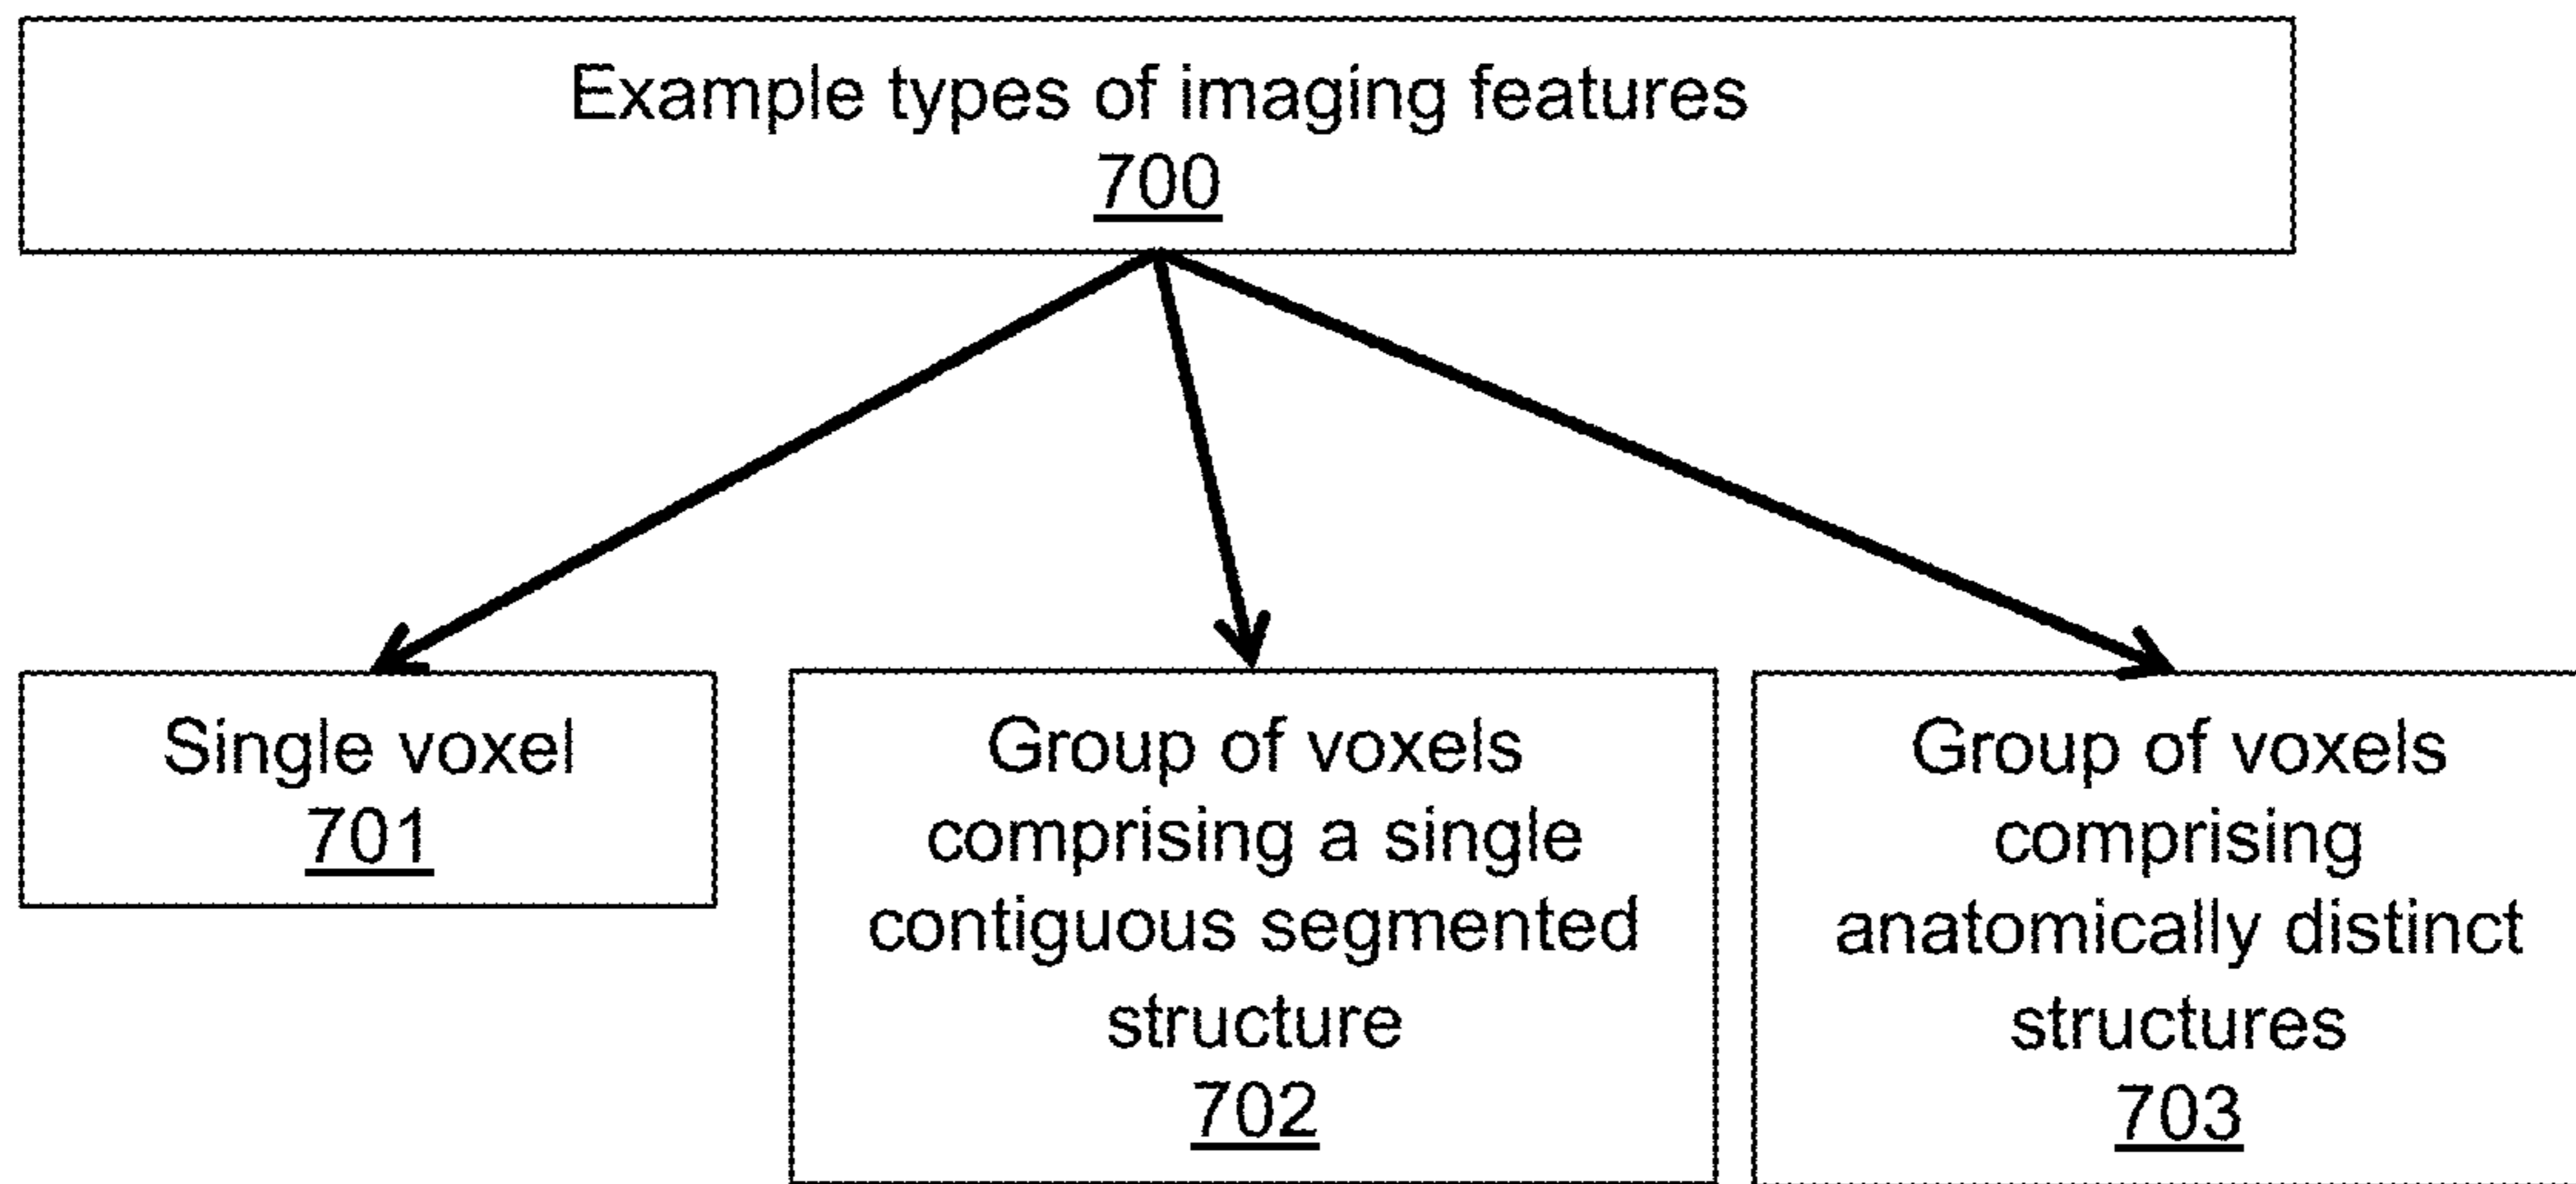 Example types of imaging features
700
Single voxel
701
Group of voxels
comprising a single
contiguous segmented
structure
702
Group of voxels
comprising
anatomically distinct
structures
703